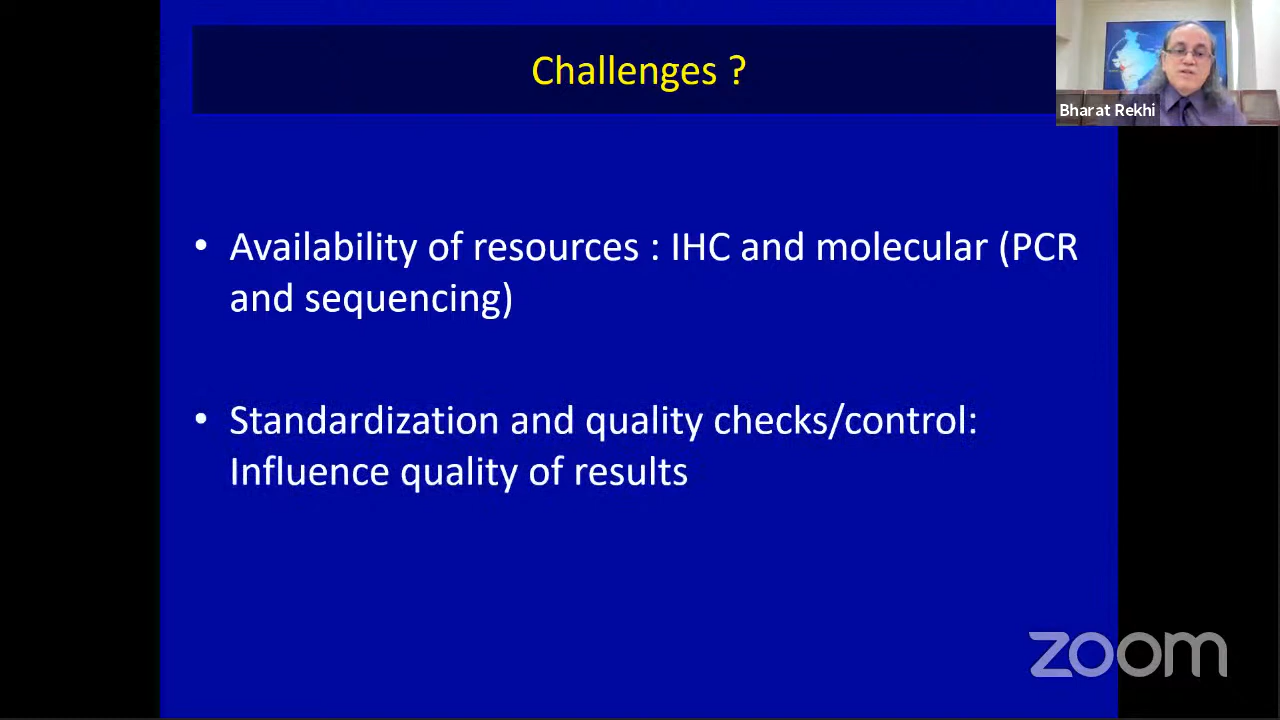 Challenges ?
Bharat Rekhi
• Availability of resources : IHC and molecular (PCR
and sequencing)
• Standardization and quality checks/control:
Influence quality of results
zoom